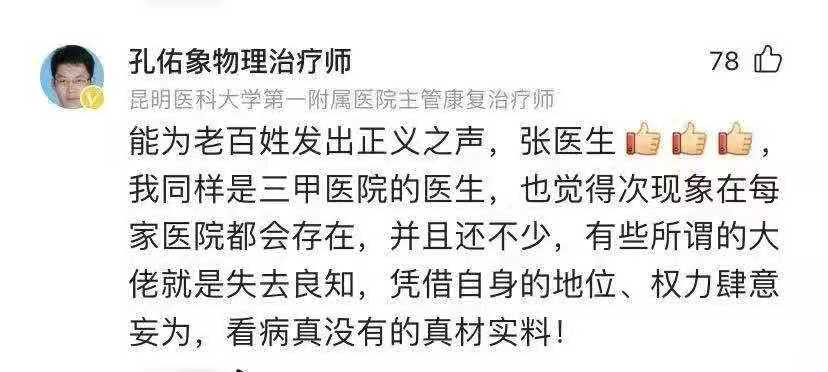 孔佑象物理治疗师
78
昆明医科大学第一附属医院主管康复治疗师
能为老百姓发出正义之声，张医生👍👍👍，
我同样是三甲医院的医生，也觉得次现象在每
家医院都会存在，并且还不少，有些所谓的大
佬就是失去良知，凭借自身的地位、权力肆意
妄为，看病真没有的真材实料！